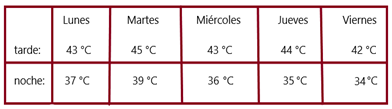 Lunes Martes Miércoles Jueves Viernes
tarde: 43 °C 45 °C 43 °C 44 °C 42 °C
noche: 37 °C 39 °C 36 °C 35 °C 34 °C